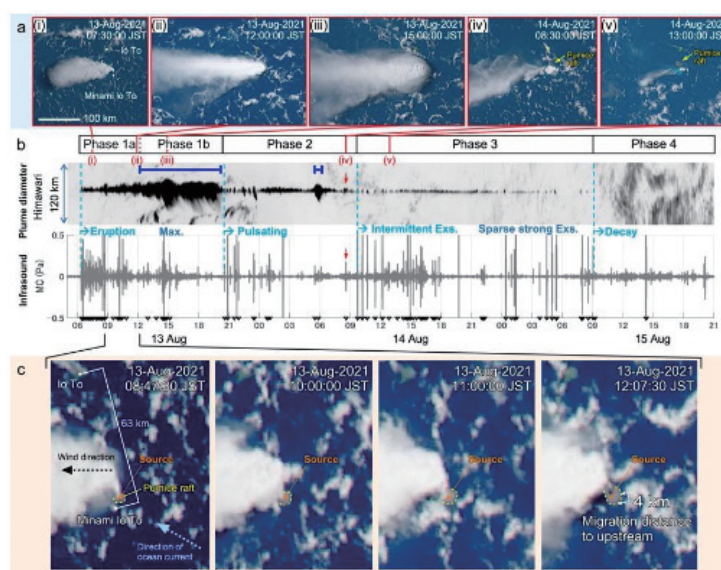 a
(i)
13-Aug-2021
07:30:00 JST
Io To
Minami Io To
100 km
(ii)
13-Aug-2021
12:00:00 JST
(iii)
13-Aug-2021
15:00:00 JST
(iv)
14-Aug-2021
08:30:00 JST
Pumice
raft
(v)
14-Aug-2021
13:00:00 JST
Pumice
raft
b
Phase 1a
Phase 1b
Phase 2
Phase 3
Phase 4
(i)
(ii)
(iii)
(iv)
(v)
Plume diameter
Himawari
120 km
Eruption
Max.
Pulsating
Intermittent Exs.
Sparse strong Exs.
Decay
Infrasound
MC (Pa)
0.5
0
-0.5
06 09 12 15 18 21 00 03 06 09 12 15 18 21 00 03 06 09 12 15 18 21
13 Aug
14 Aug
15 Aug
c
13-Aug-2021
08:47:30 JST
Io To
63 km
Wind direction
Source
Pumice raft
Minami Io To
Direction of
ocean current
13-Aug-2021
10:00:00 JST
Source
13-Aug-2021
11:00:00 JST
Source
13-Aug-2021
12:07:30 JST
Source
4 km
Migration distance
to upstream